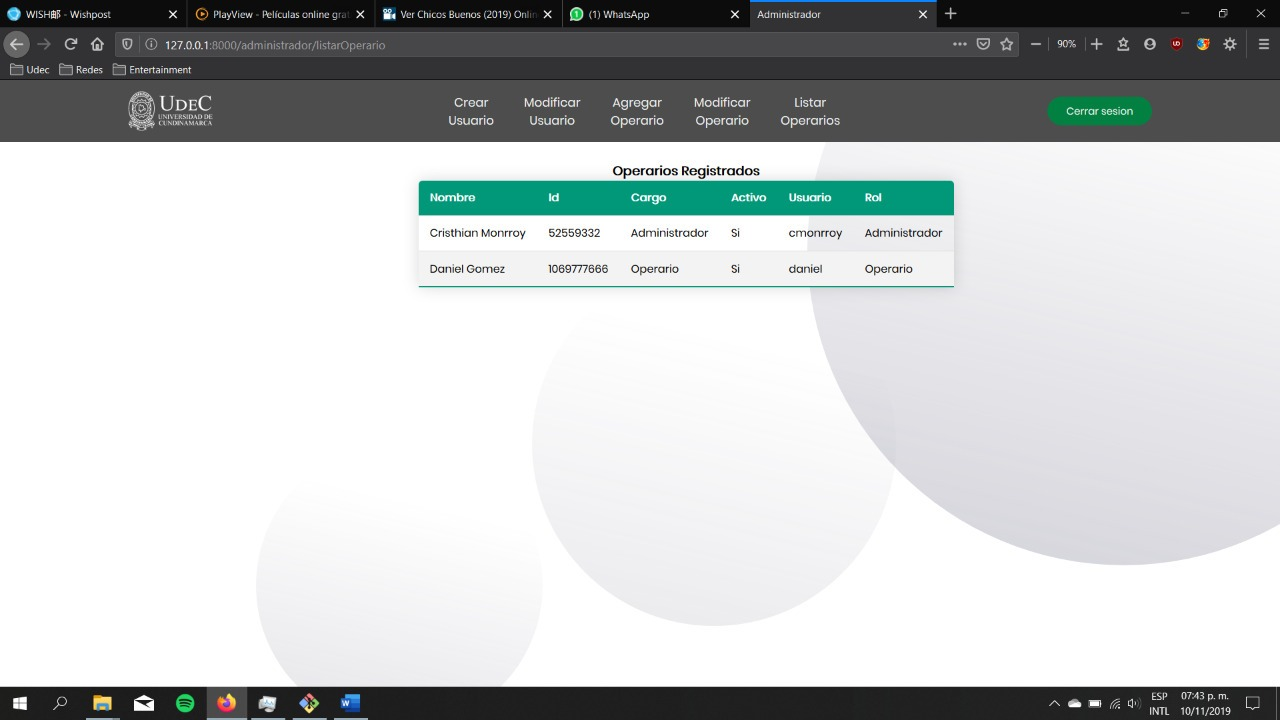 WISH邮 - Wishpost
PlayView - Películas online grat
Ver Chicos Buenos (2019) Onlin
(1) WhatsApp
Administrador
127.0.0.1:8000/administrador/listarOperario
90%
Udec
Redes
Entertainment
UDEC
UNIVERSIDAD DE
CUNDINAMARCA
Crear
Usuario
Modificar
Usuario
Agregar
Operario
Modificar
Operario
Listar
Operarios
Cerrar sesion
Operarios Registrados
Nombre Id Cargo Activo Usuario Rol
Cristhian Monrroy 52559332 Administrador Si cmonrroy Administrador
Daniel Gomez 1069777666 Operario Si daniel Operario
ESP
INTL
07:43 p. m.
10/11/2019